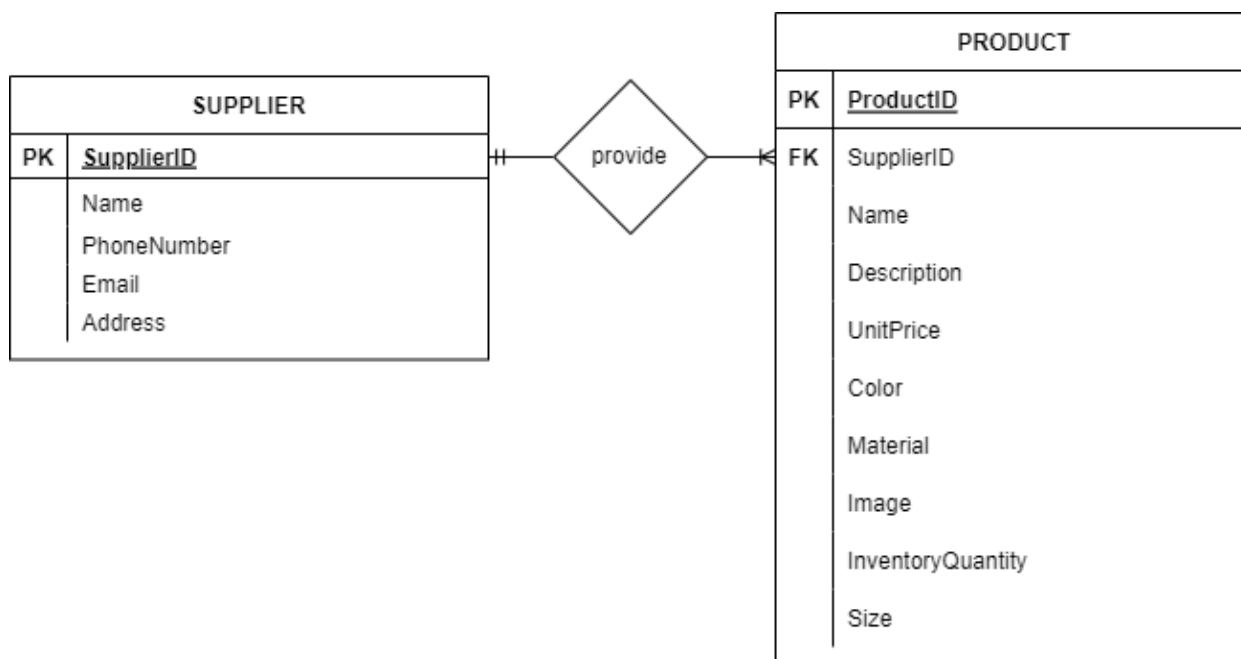 SUPPLIER
PK SupplierID
Name
PhoneNumber
Email
Address
provide
PRODUCT
PK ProductID
FK SupplierID
Name
Description
UnitPrice
Color
Material
Image
InventoryQuantity
Size